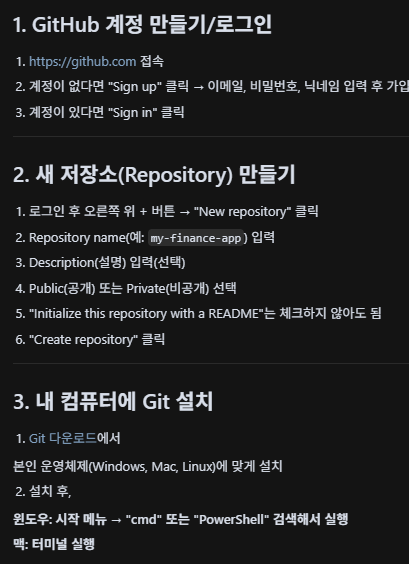 1. GitHub 계정 만들기/로그인
1. https://github.com 접속
2. 계정이 없다면 "Sign up" 클릭 → 이메일, 비밀번호, 닉네임 입력 후 가입
3. 계정이 있다면 "Sign in" 클릭
2. 새 저장소(Repository) 만들기
1. 로그인 후 오른쪽 위 + 버튼 → "New repository" 클릭
2. Repository name(예: my-finance-app) 입력
3. Description(설명) 입력(선택)
4. Public(공개) 또는 Private(비공개) 선택
5. "Initialize this repository with a README"는 체크하지 않아도 됨
6. "Create repository" 클릭
3. 내 컴퓨터에 Git 설치
1. Git 다운로드에서
본인 운영체제(Windows, Mac, Linux)에 맞게 설치
2. 설치 후,
윈도우: 시작 메뉴 → "cmd" 또는 "PowerShell" 검색해서 실행
맥: 터미널 실행